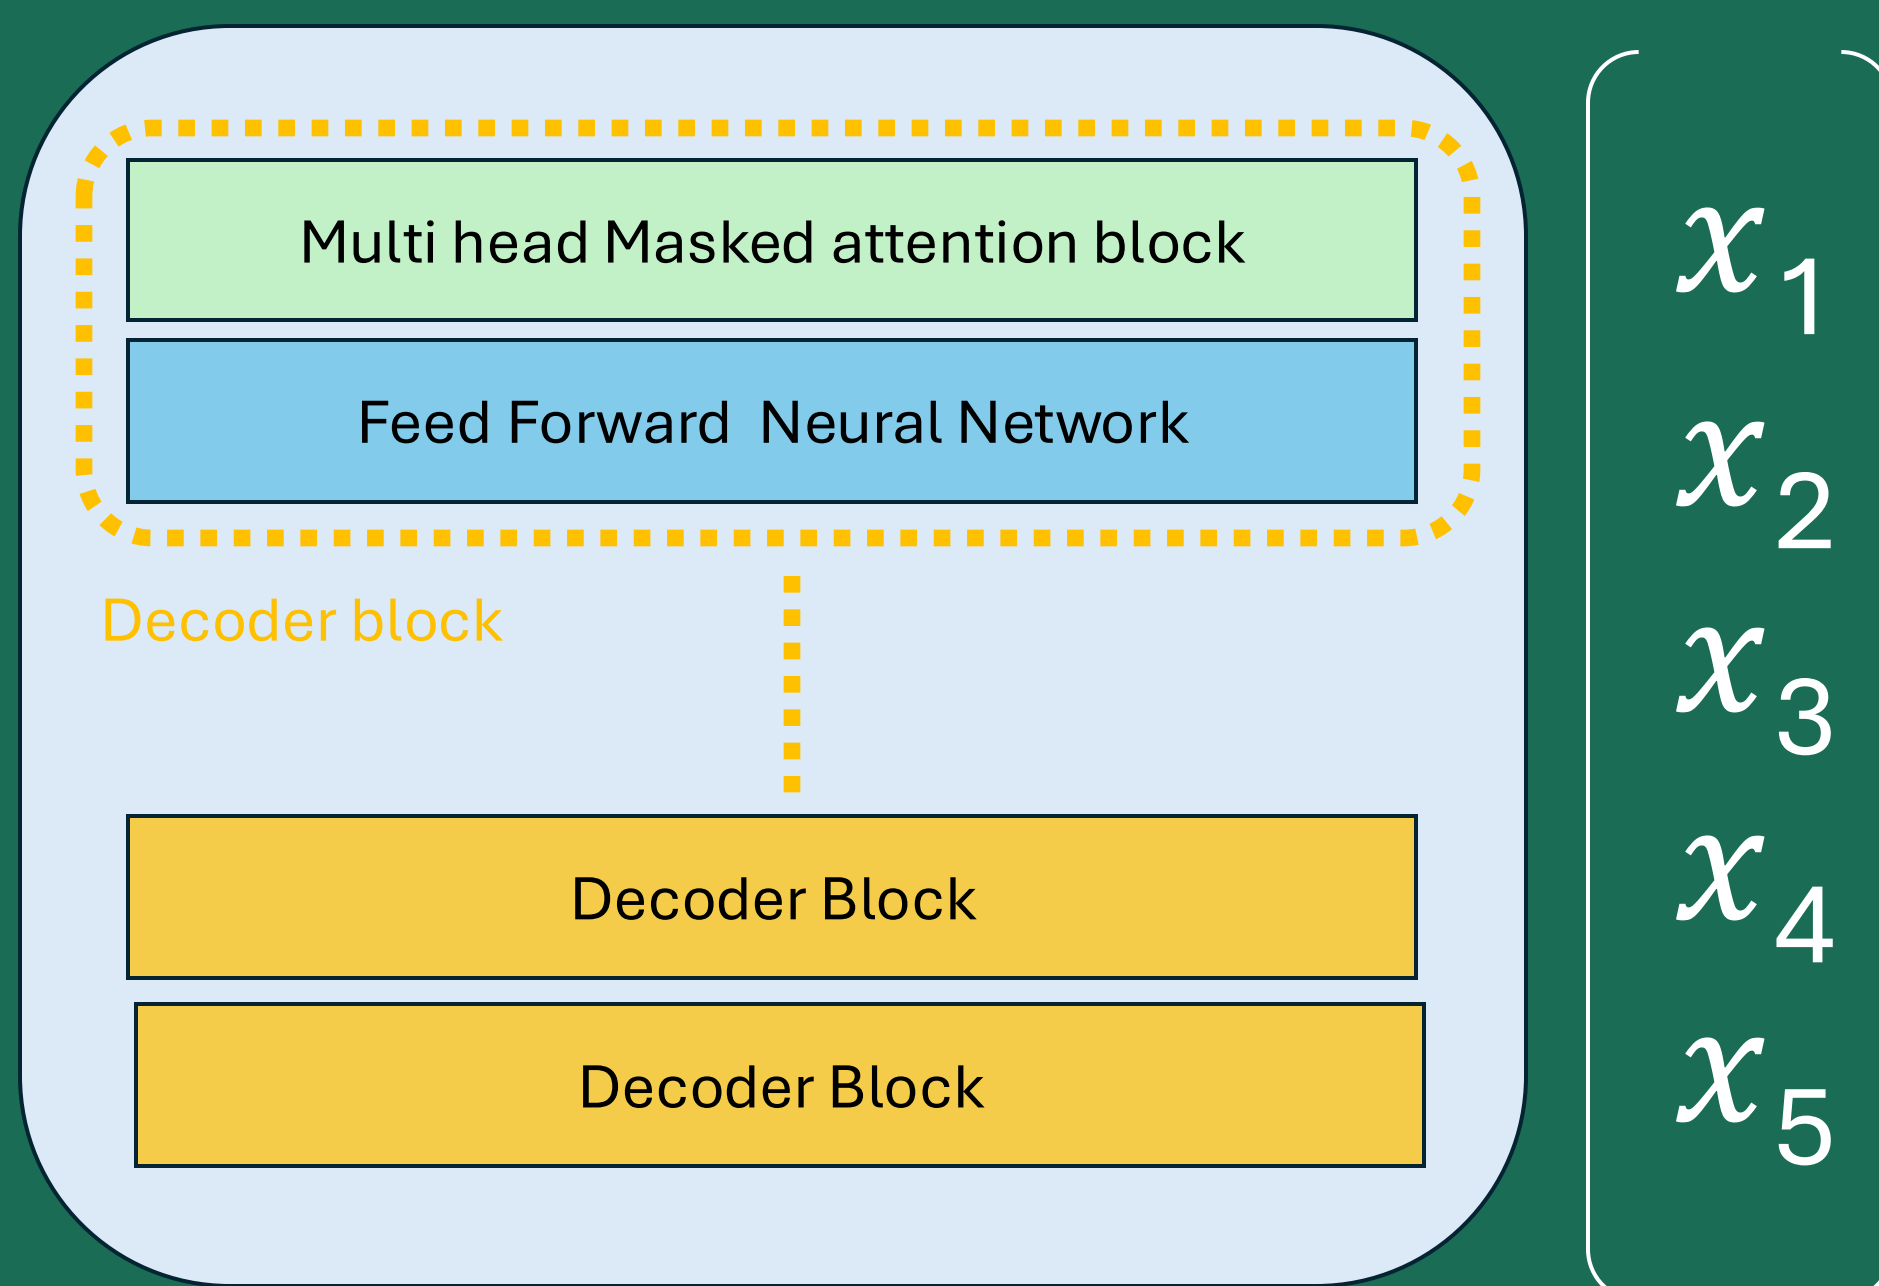 Multi head Masked attention block
Feed Forward  Neural Network
Decoder block
Decoder Block
Decoder Block
x₁
x₂
x₃
x₄
x₅